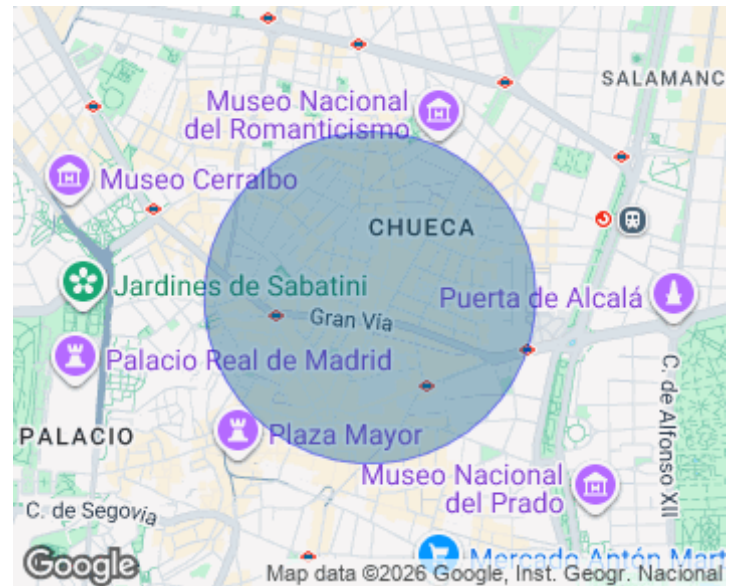 SALAMANC
Museo Nacional
del Romanticismo
Museo Cerralbo
CHUECA
Jardines de Sabatini
Puerta de Alcalá
Gran Vía
Palacio Real de Madrid
C. de Alfonso XII
PALACIO
Plaza Mayor
Museo Nacional
del Prado
C. de Segovia
Mercado Antón Mart
Google
Map data ©2026 Google, Inst. Geogr. Nacional